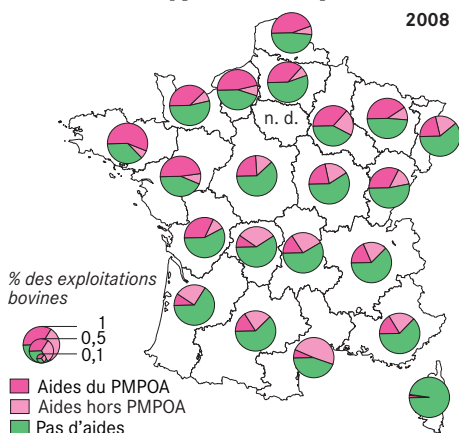 2008
n. d.
% des exploitations
bovines
1
0,5
0,1
Aides du PMPOA
Aides hors PMPOA
Pas d'aides